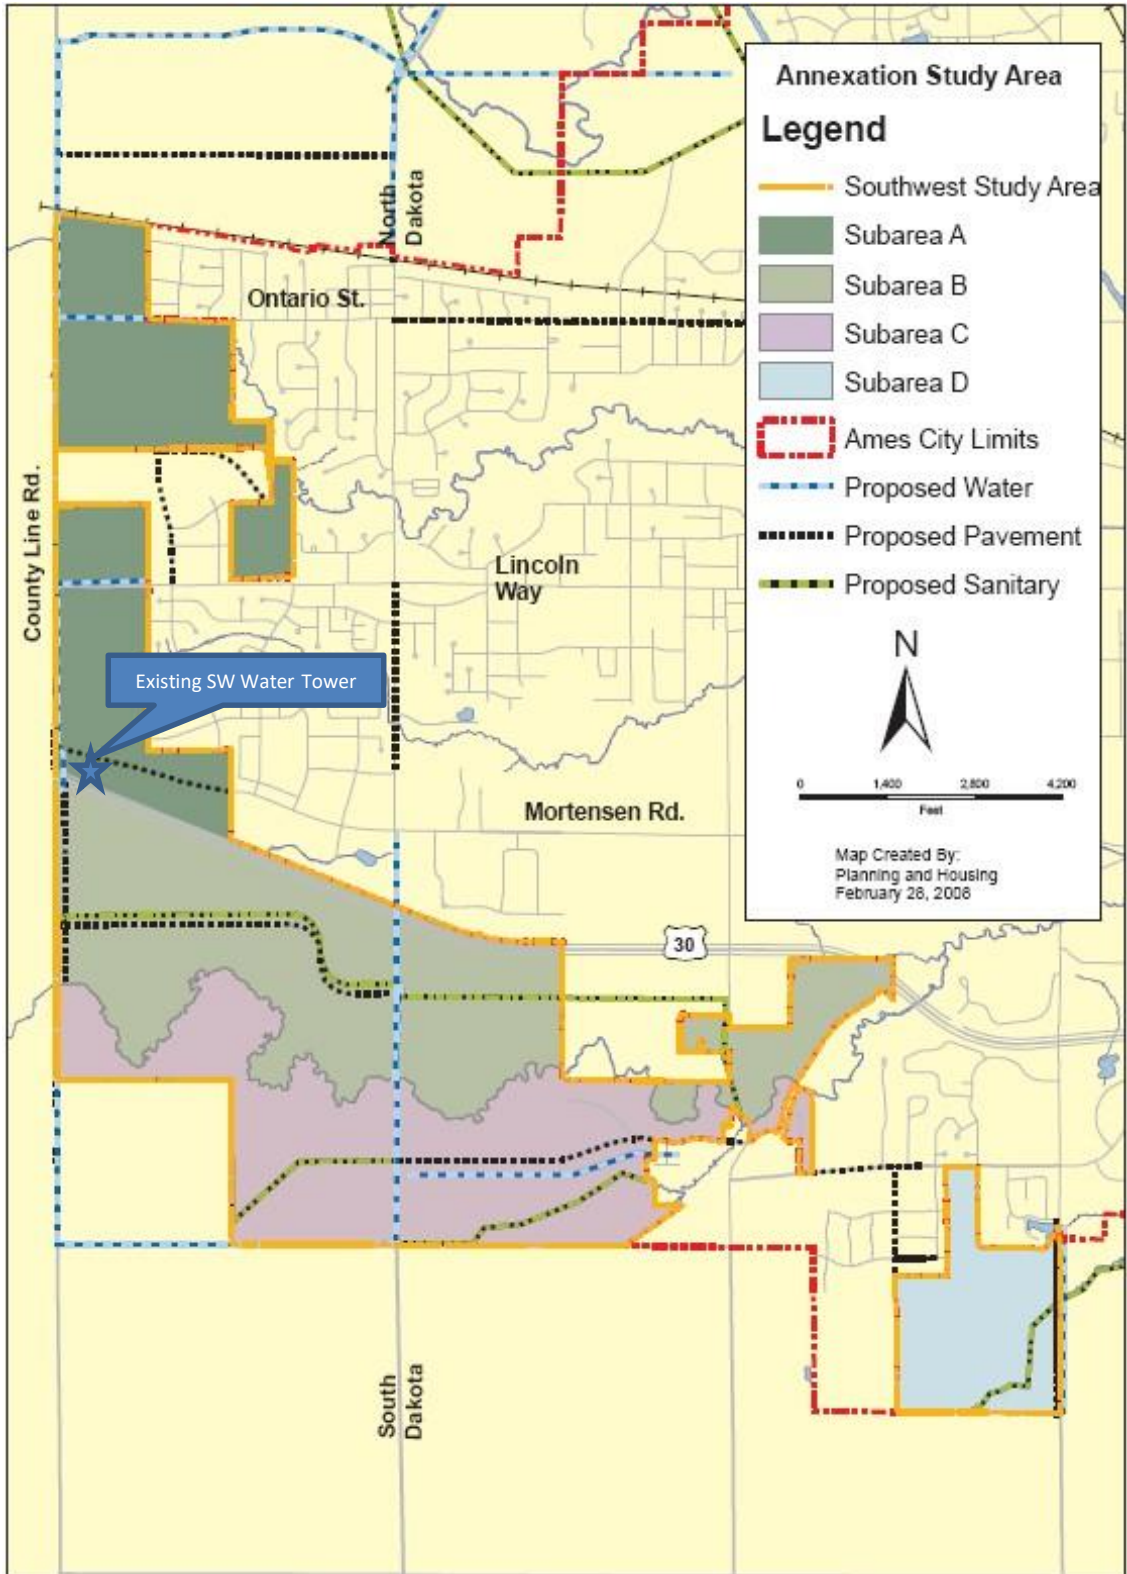 Annexation Study Area
Legend
Southwest Study Area
Subarea A
Subarea B
Subarea C
Subarea D
Ames City Limits
Proposed Water
Proposed Pavement
Proposed Sanitary
N
0 1,400 2,800 4,200
Feet
Map Created By:
Planning and Housing
February 28, 2008
North
Dakota
Ontario St.
County Line Rd.
Lincoln
Way
Existing SW Water Tower
Mortensen Rd.
30
South
Dakota